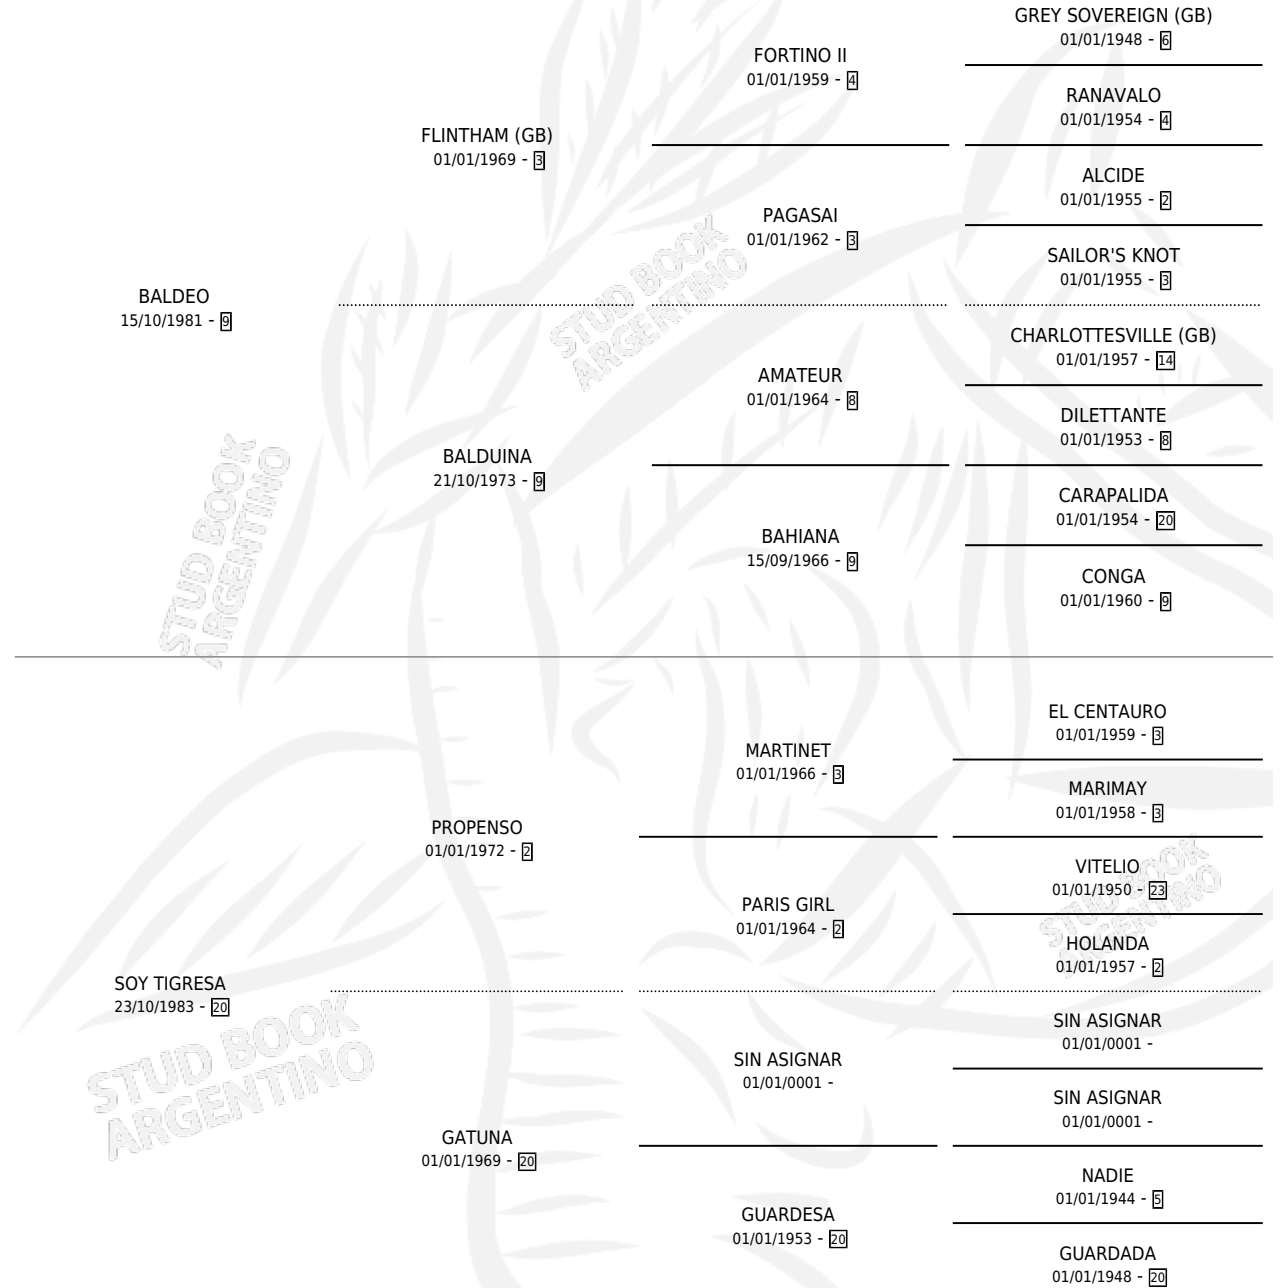 GREY SOVEREIGN (GB)
01/01/1948 - 6
FORTINO II
01/01/1959 - 4
RANAVALO
01/01/1954 - 4
FLINTHAM (GB)
01/01/1969 - 3
ALCIDE
01/01/1955 - 2
PAGASAI
01/01/1962 - 3
SAILOR'S KNOT
01/01/1955 - 3
BALDEO
15/10/1981 - 9
STUD BOOK
ARGENTINO
CHARLOTTESVILLE (GB)
01/01/1957 - 14
AMATEUR
01/01/1964 - 8
DILETTANTE
01/01/1953 - 8
BALDUINA
21/10/1973 - 9
CARAPALIDA
01/01/1954 - 20
BAHIANA
15/09/1966 - 9
CONGA
01/01/1960 - 9
STUD BOOK
ARGENTINO
EL CENTAURO
01/01/1959 - 3
MARTINET
01/01/1966 - 3
MARIMAY
01/01/1958 - 3
PROPENSO
01/01/1972 - 2
VITELIO
01/01/1950 - 23
PARIS GIRL
01/01/1964 - 2
HOLANDA
01/01/1957 - 2
STUD BOOK
ARGENTINO
SOY TIGRESA
23/10/1983 - 20
SIN ASIGNAR
01/01/0001 -
SIN ASIGNAR
01/01/0001 -
SIN ASIGNAR
01/01/0001 -
STUD BOOK
ARGENTINO
GATUNA
01/01/1969 - 20
NADIE
01/01/1944 - 5
GUARDESA
01/01/1953 - 20
GUARDADA
01/01/1948 - 20